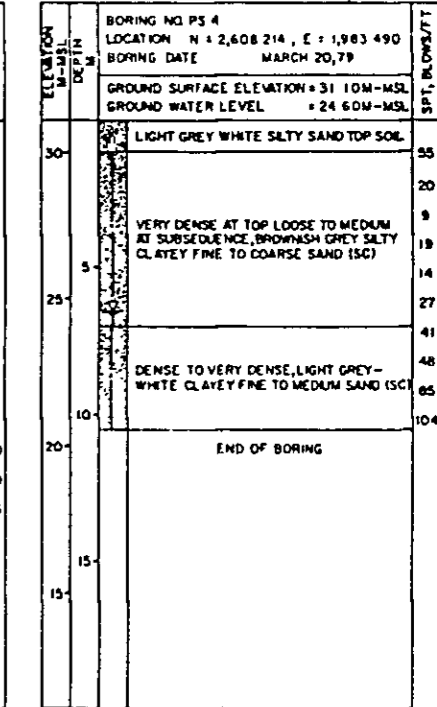 ELEVATION
M-MSL
DEPTH
M
BORING NO PS 4
LOCATION N = 2,608 214 , E = 1,983 490
BORING DATE MARCH 20,79
GROUND SURFACE ELEVATION = 31 10M-MSL
GROUND WATER LEVEL = 24 60M-MSL
SPT, BLOWS/FT
LIGHT GREY WHITE SILTY SAND TOP SOIL
30
55
20
9
VERY DENSE AT TOP LOOSE TO MEDIUM
AT SUBSEQUENCE, BROWNISH GREY SILTY
CLAYEY FINE TO COARSE SAND (SC)
19
5
14
25
27
41
DENSE TO VERY DENSE, LIGHT GREY-
WHITE CLAYEY FINE TO MEDIUM SAND (SC)
48
85
10
104
20
END OF BORING
15
15